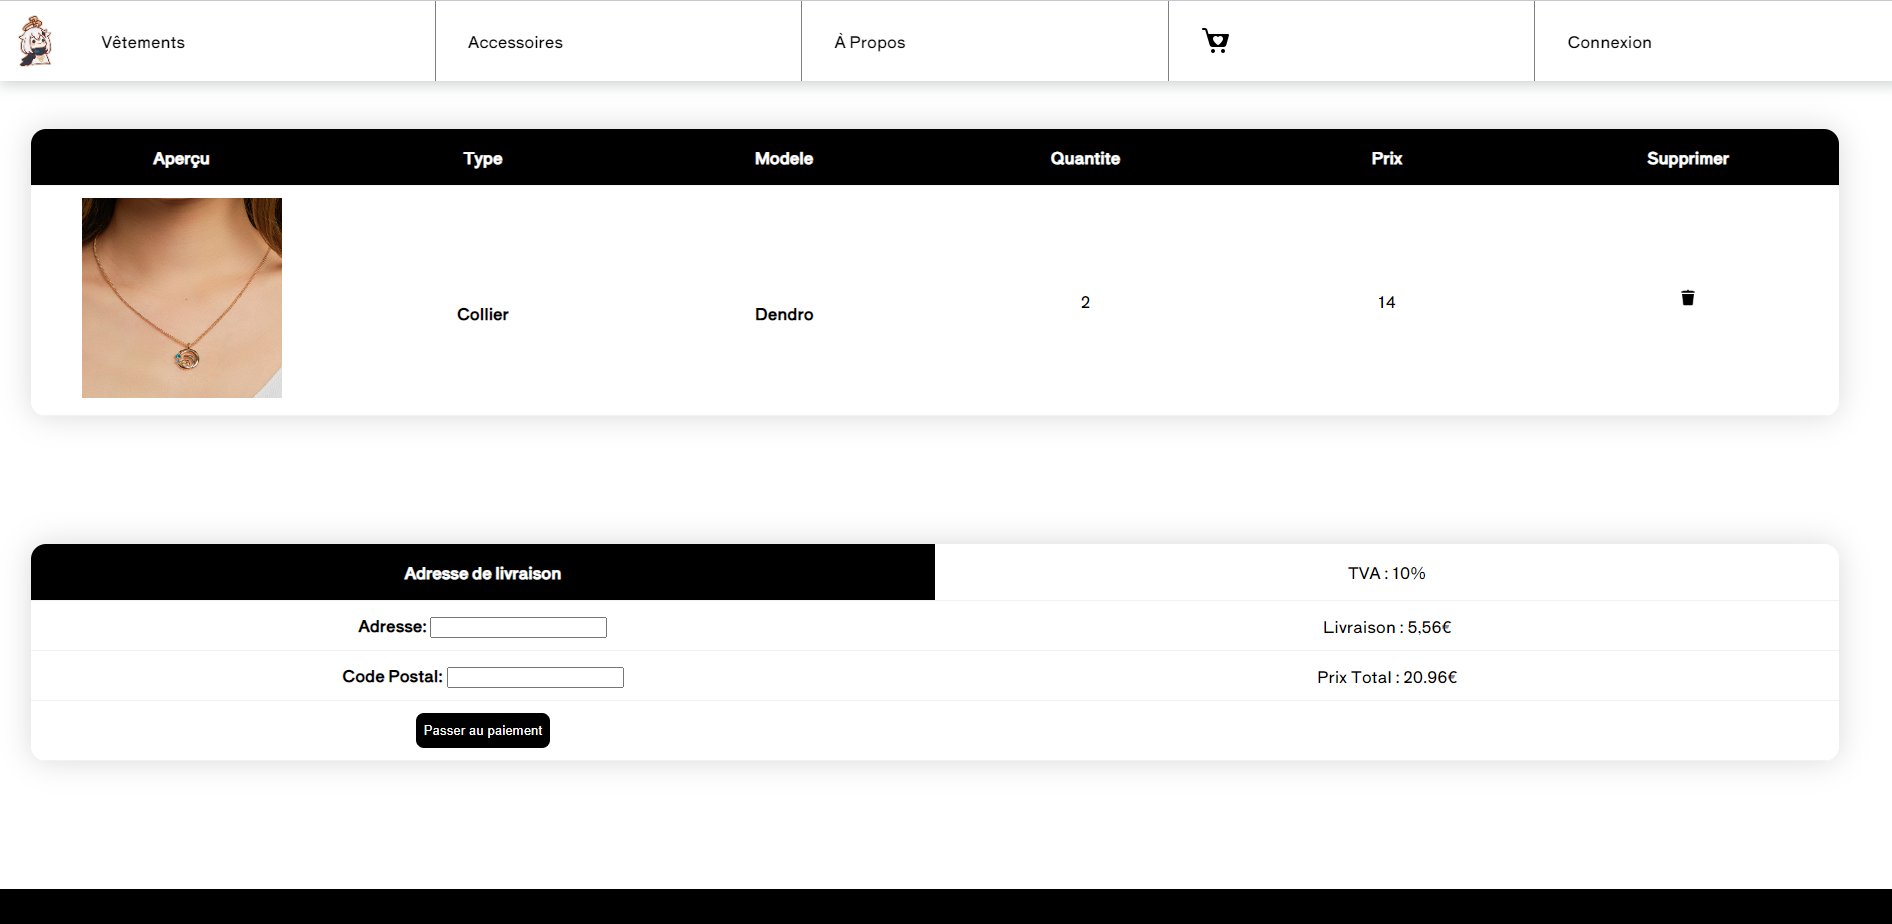 Vêtements
Accessoires
À Propos
Connexion
Aperçu Type Modele Quantite Prix Supprimer
Collier Dendro 2 14
Adresse de livraison
TVA : 10%
Adresse:
Livraison : 5,56€
Code Postal:
Prix Total : 20.96€
Passer au paiement